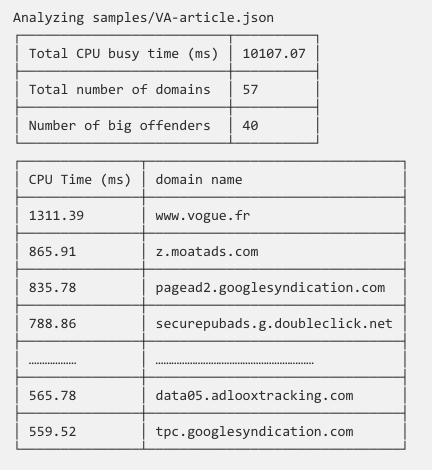 Analyzing samples/VA-article.json
Total CPU busy time (ms) 10107.07
Total number of domains 57
Number of big offenders 40
CPU Time (ms) domain name
1311.39 www.vogue.fr
865.91 z.moatads.com
835.78 pagead2.googlesyndication.com
788.86 securepubads.g.doubleclick.net
……………… ……………………………………………………
565.78 data05.adlooxtracking.com
559.52 tpc.googlesyndication.com